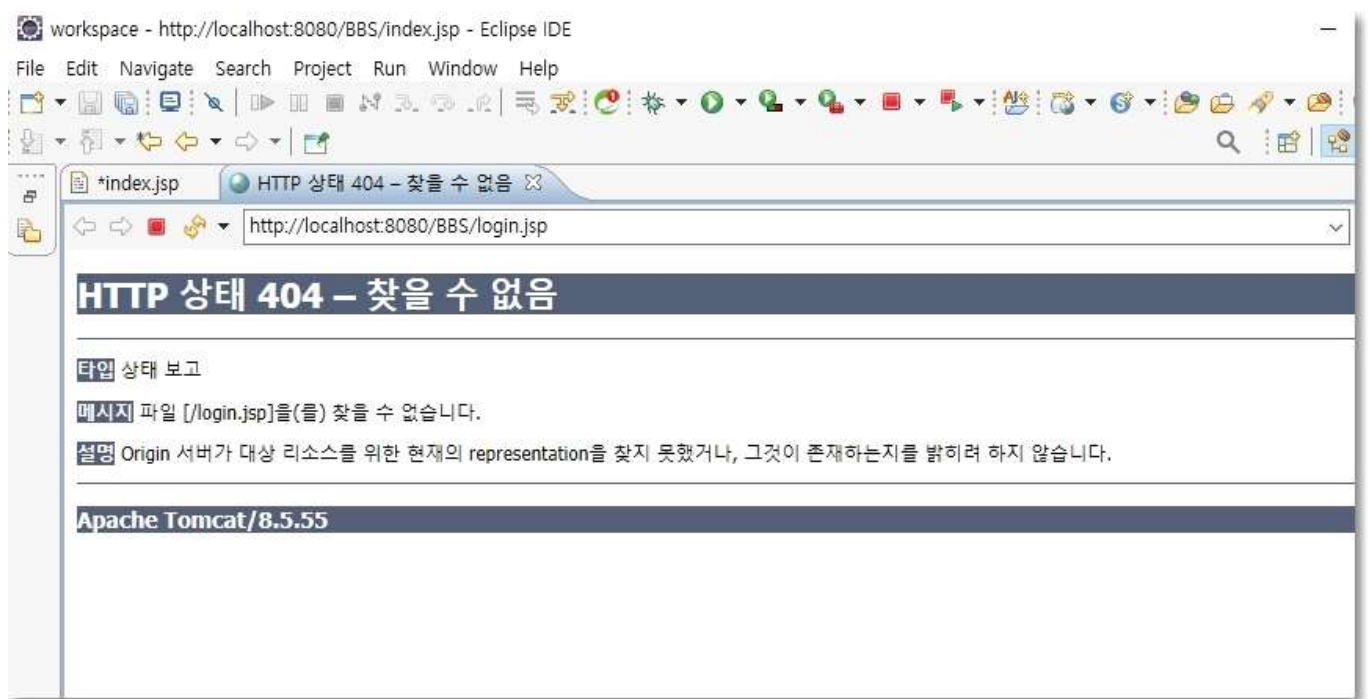 workspace - http://localhost:8080/BBS/index.jsp - Eclipse IDE
File Edit Navigate Search Project Run Window Help
*index.jsp HTTP 상태 404 – 찾을 수 없음
http://localhost:8080/BBS/login.jsp
HTTP 상태 404 – 찾을 수 없음
타입 상태 보고
메시지 파일 [/login.jsp]을(를) 찾을 수 없습니다.
설명 Origin 서버가 대상 리소스를 위한 현재의 representation을 찾지 못했거나, 그것이 존재하는지를 밝히려 하지 않습니다.
Apache Tomcat/8.5.55